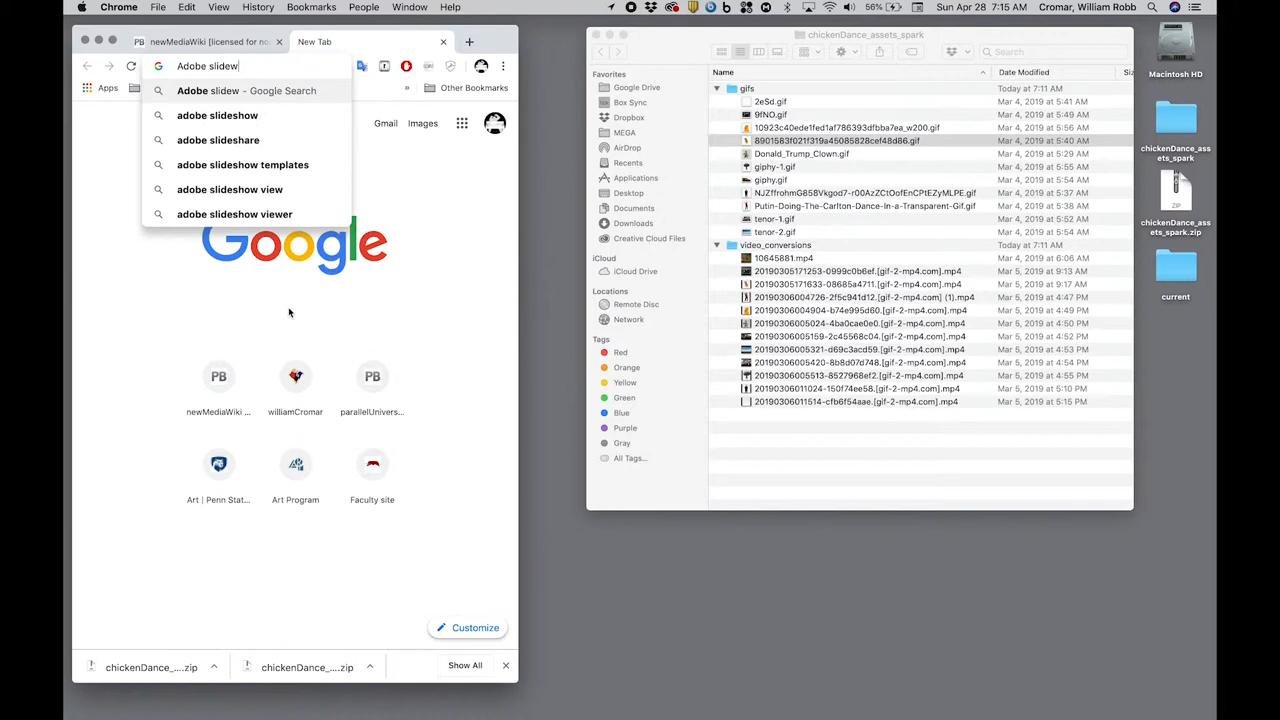 Chrome File Edit View History Bookmarks People Window Help
56% Sun Apr 28 7:15 AM Cromar, William Robb
PB newMediaWiki [licensed for no
New Tab
Adobe slidew
Adobe slidew - Google Search
adobe slideshow
adobe slideshare
adobe slideshow templates
adobe slideshow view
adobe slideshow viewer
Apps
Other Bookmarks
Gmail Images
Google
PB
newMediaWiki ...
williamCromar
PB
parallelUnivers...
Art | Penn Stat...
Art Program
Faculty site
Customize
chickenDance_....zip
chickenDance_....zip
Show All
chickenDance_assets_spark
Search
Favorites
Google Drive
Box Sync
Dropbox
MEGA
AirDrop
Recents
Applications
Desktop
Documents
Downloads
Creative Cloud Files
iCloud
iCloud Drive
Locations
Remote Disc
Network
Tags
Red
Orange
Yellow
Green
Blue
Purple
Gray
All Tags...
Name Date Modified Siz
gifs Today at 7:11 AM
2eSd.gif Mar 4, 2019 at 5:41 AM
9fNO.gif Mar 4, 2019 at 5:49 AM
10923c40ede1fed1af786393dfbba7ea_w200.gif Mar 4, 2019 at 5:56 AM
8901583f021f319a45085828cef48d86.gif Mar 4, 2019 at 5:40 AM
Donald_Trump_Clown.gif Mar 4, 2019 at 5:29 AM
giphy-1.gif Mar 4, 2019 at 5:55 AM
giphy.gif Mar 4, 2019 at 5:54 AM
NJZffrohmG858Vkgod7-r00AzZCtOofEnCPtEZyMLPE.gif Mar 4, 2019 at 5:37 AM
Putin-Doing-The-Carlton-Dance-In-a-Transparent-Gif.gif Mar 4, 2019 at 5:36 AM
tenor-1.gif Mar 4, 2019 at 5:52 AM
tenor-2.gif Mar 4, 2019 at 5:32 AM
video_conversions Today at 7:11 AM
10645881.mp4 Mar 4, 2019 at 6:06 AM
20190305171253-0999c0b6ef.[gif-2-mp4.com].mp4 Mar 5, 2019 at 9:13 AM
20190305171633-08685a4711.[gif-2-mp4.com].mp4 Mar 5, 2019 at 9:17 AM
20190306004726-2f5c941d12.[gif-2-mp4.com] (1).mp4 Mar 5, 2019 at 4:47 PM
20190306004904-b74e995d60.[gif-2-mp4.com].mp4 Mar 5, 2019 at 4:49 PM
20190306005024-4ba0cae0e0.[gif-2-mp4.com].mp4 Mar 5, 2019 at 4:50 PM
20190306005159-2c45568c04.[gif-2-mp4.com].mp4 Mar 5, 2019 at 4:52 PM
20190306005321-d69c3acd59.[gif-2-mp4.com].mp4 Mar 5, 2019 at 4:53 PM
20190306005420-8b8d07d748.[gif-2-mp4.com].mp4 Mar 5, 2019 at 4:54 PM
20190306005513-8527968ef2.[gif-2-mp4.com].mp4 Mar 5, 2019 at 4:55 PM
20190306011024-150f74ee58.[gif-2-mp4.com].mp4 Mar 5, 2019 at 5:10 PM
20190306011514-cfb6f54aae.[gif-2-mp4.com].mp4 Mar 5, 2019 at 5:15 PM
Macintosh HD
chickenDance_ass
ets_spark
ZIP
chickenDance_ass
ets_spark.zip
current